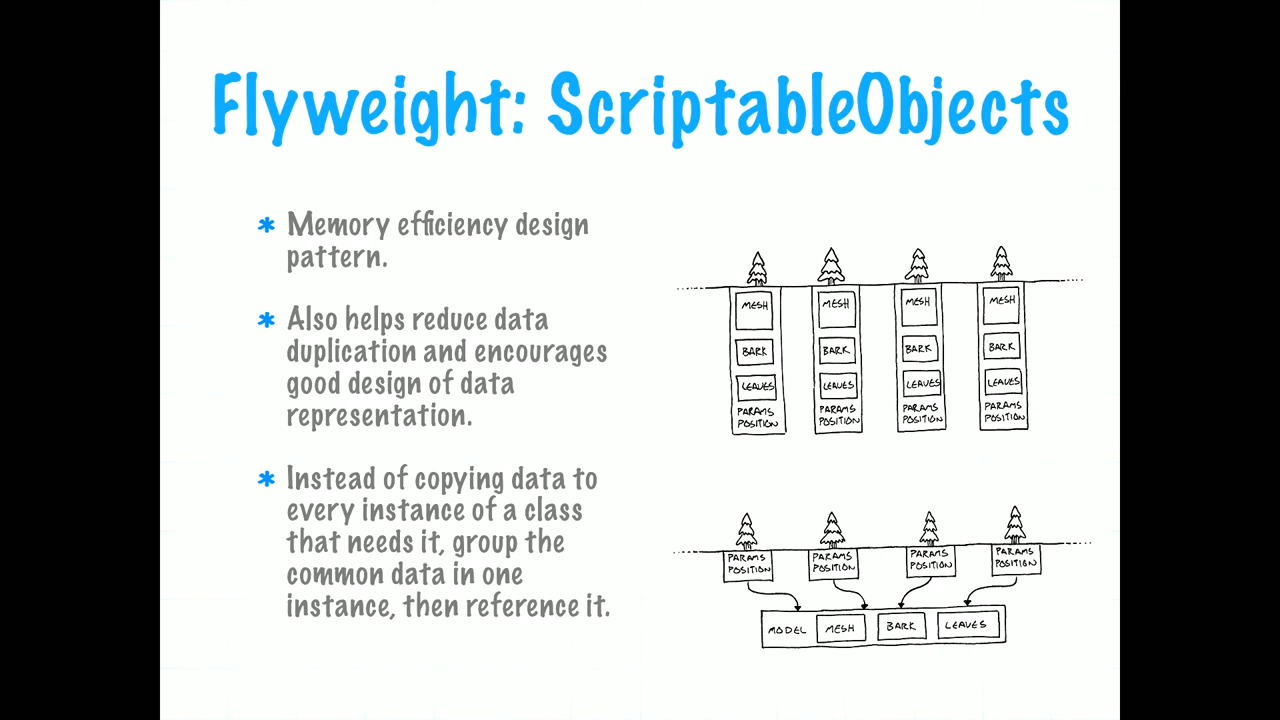 Flyweight: ScriptableObjects
* Memory efficiency design
pattern.
* Also helps reduce data
duplication and encourages
good design of data
representation.
* Instead of copying data to
every instance of a class
that needs it, group the
common data in one
instance, then reference it.
MESH MESH MESH MESH
BARK BARK BARK BARK
LEAVES LEAVES LEAVES LEAVES
PARAMS PARAMS PARAMS PARAMS
POSITION POSITION POSITION POSITION
PARAMS PARAMS PARAMS PARAMS
POSITION POSITION POSITION POSITION
MODEL MESH BARK LEAVES